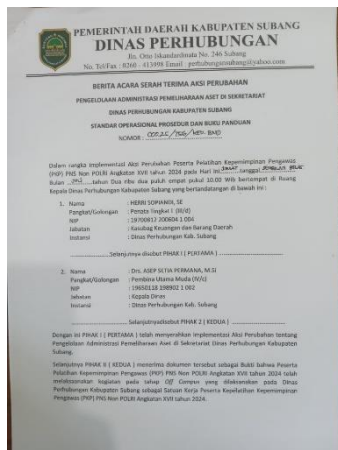 PEMERINTAH DAERAH KABUPATEN SUBANG
DINAS PERHUBUNGAN
Jln. Otto Iskandardinata No. 246 Subang
No. Tel/Fax : 0260 - 413998 Email : perhubungansubang@yahoo.com
BERITA ACARA SERAH TERIMA AKSI PERUBAHAN
PENGELOLAAN ADMINISTRASI PEMELIHARAAN ASET DI SEKRETARIAT
DINAS PERHUBUNGAN KABUPATEN SUBANG
STANDAR OPERASIONAL PROSEDUR DAN BUKU PANDUAN
NOMOR :
Dalam rangka Implementasi Aksi Perubahan Peserta Pelatihan Kepemimpinan Pengawas
(PKP) PNS Non POLRI Angkatan XVII tahun 2024 pada Hari ini, tanggal
Bulan tahun Dua ribu dua puluh empat pukul 10.00 Wib bertempat di Ruang
Kepala Dinas Perhubungan Kabupaten Subang yang bertandatangan di bawah ini :
1. Nama : HERRI SOPIANDI, SE
Pangkat/Golongan : Penata Tingkat I (III/d)
NIP : 19700812 200604 1 004
Jabatan : Kasubag Keuangan dan Barang Daerah
Instansi : Dinas Perhubungan Kab. Subang
Selanjutnya disebut PIHAK I ( PERTAMA )
2. Nama : Drs. ASEP SETIA PERMANA, M.SI
Pangkat/Golongan : Pembina Utama Muda (IV/c)
NIP : 19650118 198902 1 002
Jabatan : Kepala Dinas
Instansi : Dinas Perhubungan Kab. Subang
Selanjutnyadisebut PIHAK 2 ( KEDUA )
Dengan ini PIHAK I ( PERTAMA ) telah menyerahkan implementasi Aksi Perubahan tentang
Pengelolaan Administrasi Pemeliharaan Aset di Sekretariat Dinas Perhubungan Kabupaten
Subang.
Selanjutnya PIHAK II ( KEDUA ) menerima dokumen tersebut sebagai Bukti bahwa Peserta
Pelatihan Kepemimpinan Pengawas (PKP) PNS Non POLRI Angkatan XVII tahun 2024 telah
melaksanakan kegiatan pada tahap Off Campus yang dilaksanakan pada Dinas
Perhubungan Kabupaten Subang sebagai Satuan Kerja Peserta Kepelatihan Kepemimpinan
Pengawas (PKP) PNS Non POLRI Angkatan XVII tahun 2024.